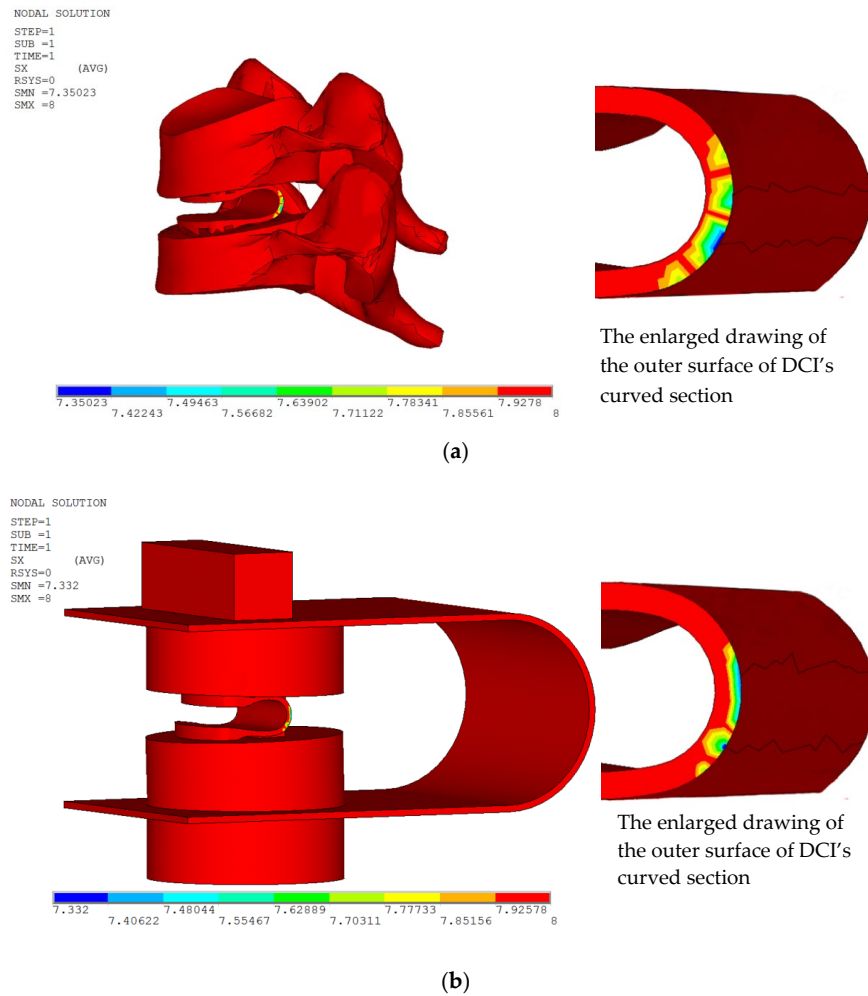 NODAL SOLUTION
STEP=1
SUB =1
TIME=1
SX (AVG)
RSYS=0
SMN =7.35023
SMX =8
The enlarged drawing of
the outer surface of DCI's
curved section
7.35023 7.49463 7.63902 7.78341 7.9278
7.42243 7.56682 7.71122 7.85561 8
(a)
NODAL SOLUTION
STEP=1
SUB =1
TIME=1
SX (AVG)
RSYS=0
SMN =7.332
SMX =8
The enlarged drawing of
the outer surface of DCI's
curved section
7.332 7.48044 7.62889 7.77733 7.92578
7.40622 7.55467 7.70311 7.85156 8
(b)